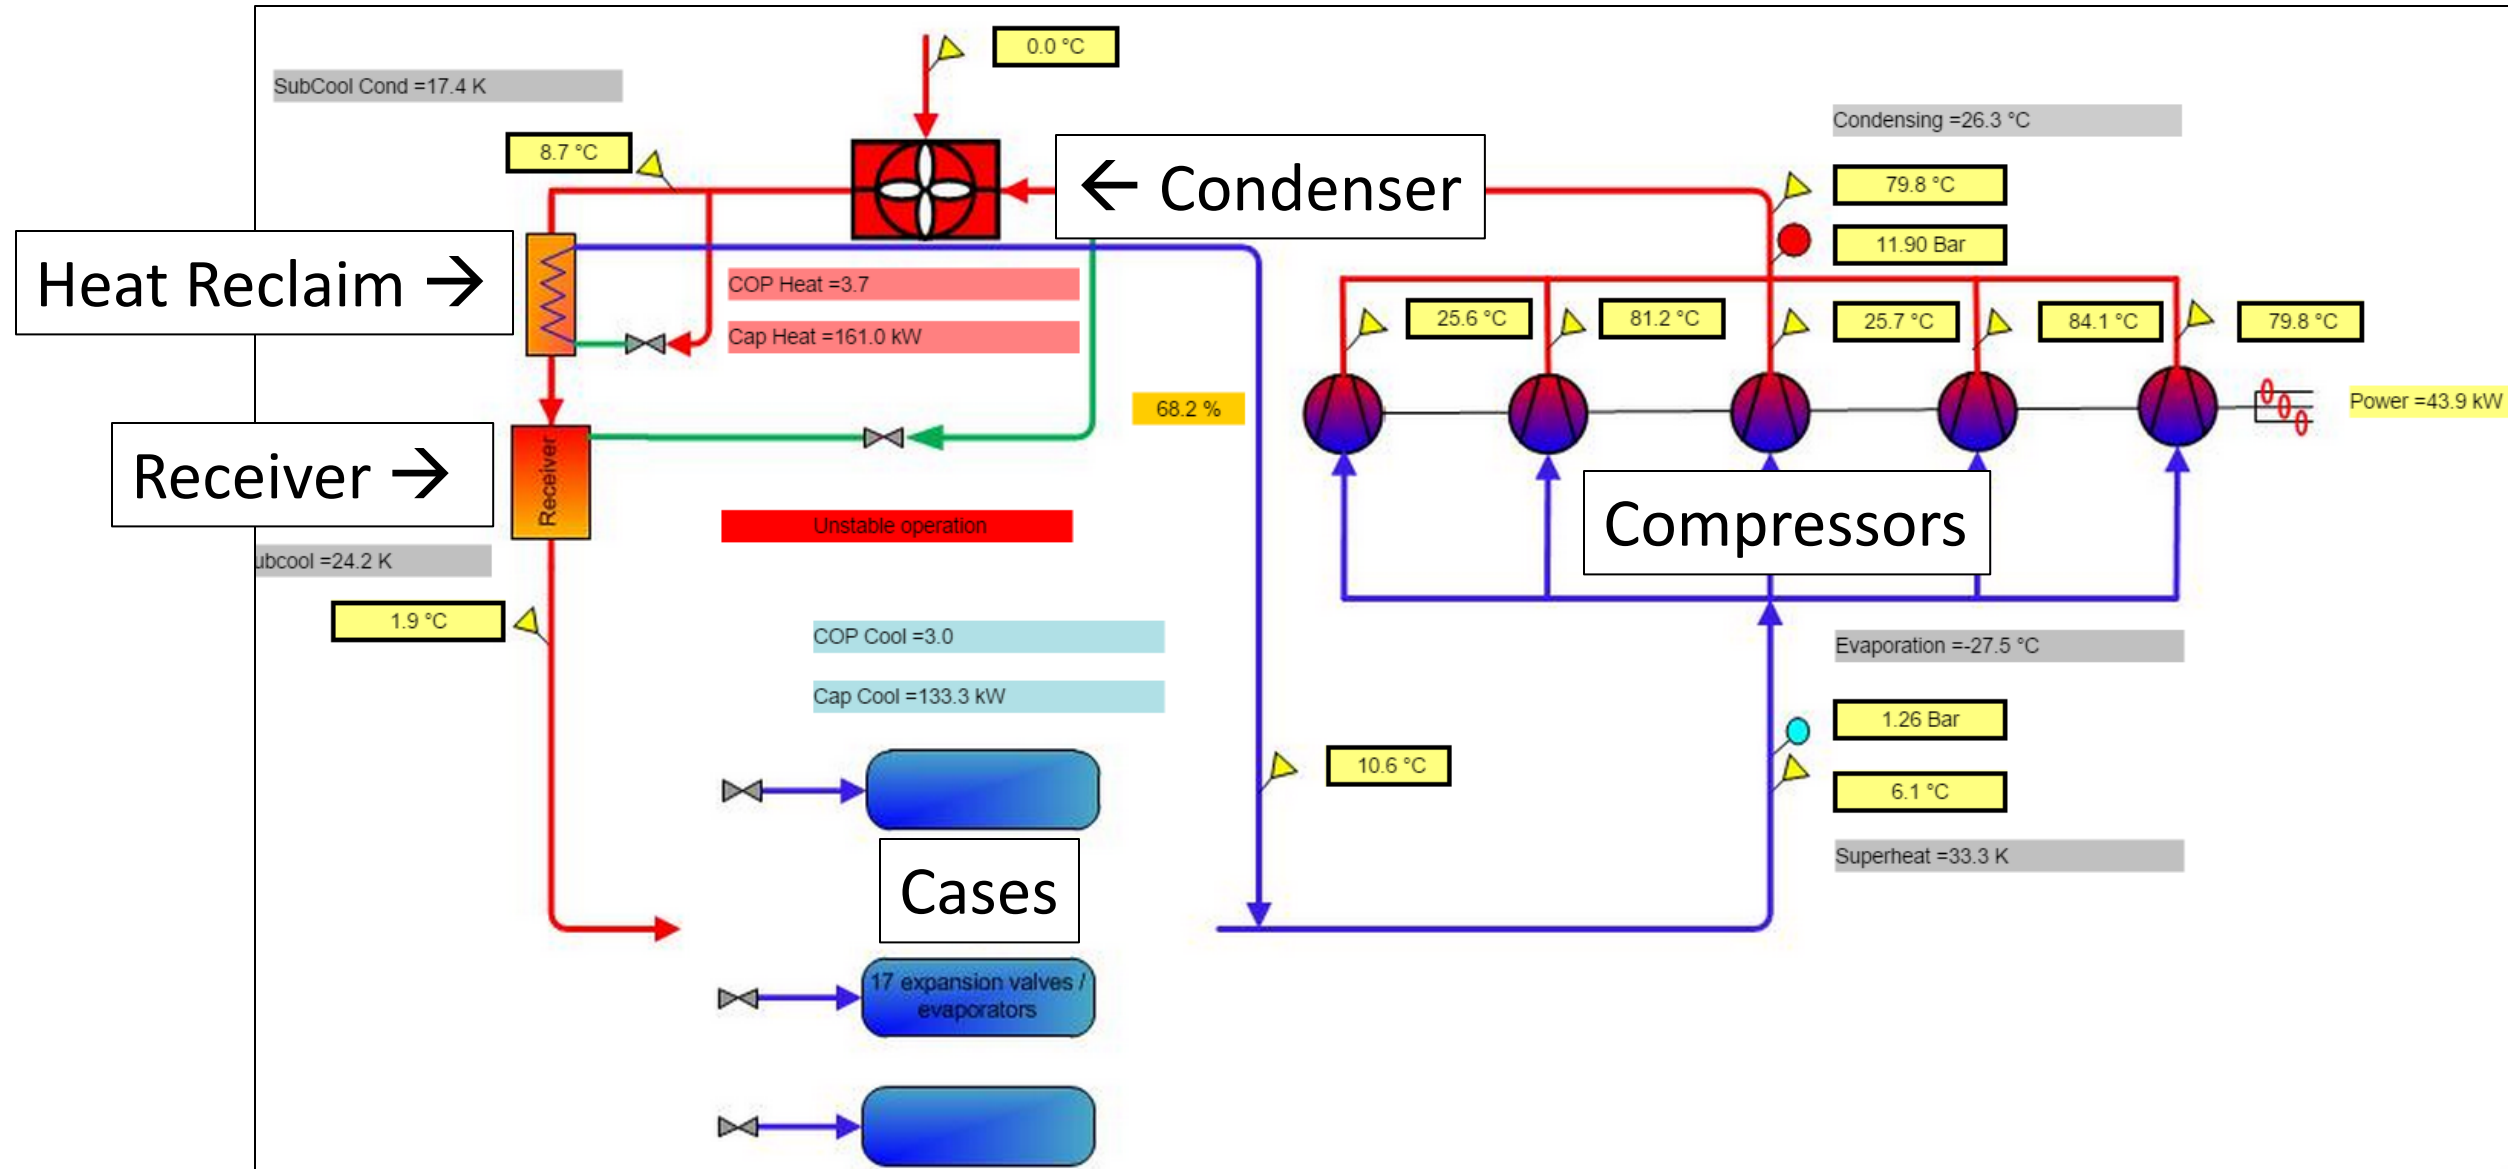 0.0 °C
SubCool Cond =17.4 K
Condensing =26.3 °C
8.7 °C
← Condenser
79.8 °C
11.90 Bar
Heat Reclaim →
COP Heat =3.7
Cap Heat =161.0 kW
25.6 °C
81.2 °C
25.7 °C
84.1 °C
79.8 °C
68.2 %
Power =43.9 kW
Receiver →
Receiver
Unstable operation
Compressors
ubcool =24.2 K
1.9 °C
COP Cool =3.0
Evaporation =-27.5 °C
Cap Cool =133.3 kW
1.26 Bar
10.6 °C
6.1 °C
Superheat =33.3 K
Cases
17 expansion valves /
evaporators